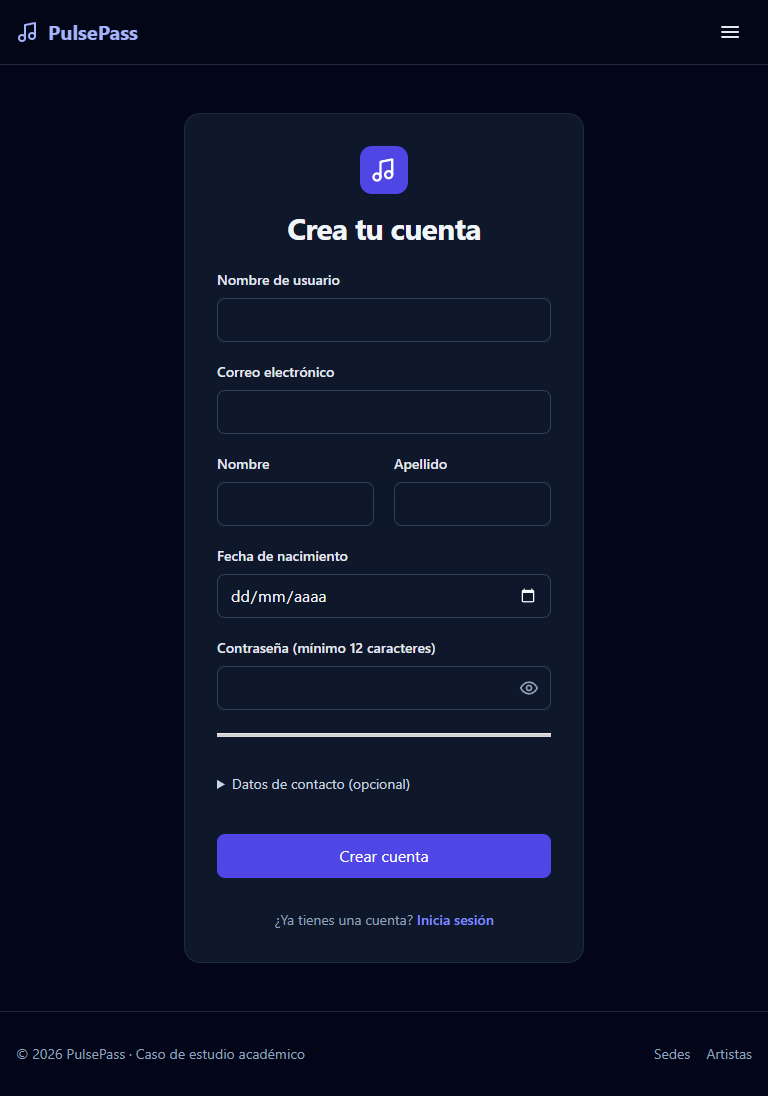 PulsePass
Crea tu cuenta
Nombre de usuario
Correo electrónico
Nombre
Apellido
Fecha de nacimiento
dd/mm/aaaa
Contraseña (mínimo 12 caracteres)
Datos de contacto (opcional)
Crear cuenta
¿Ya tienes una cuenta? Inicia sesión
© 2026 PulsePass · Caso de estudio académico
Sedes
Artistas